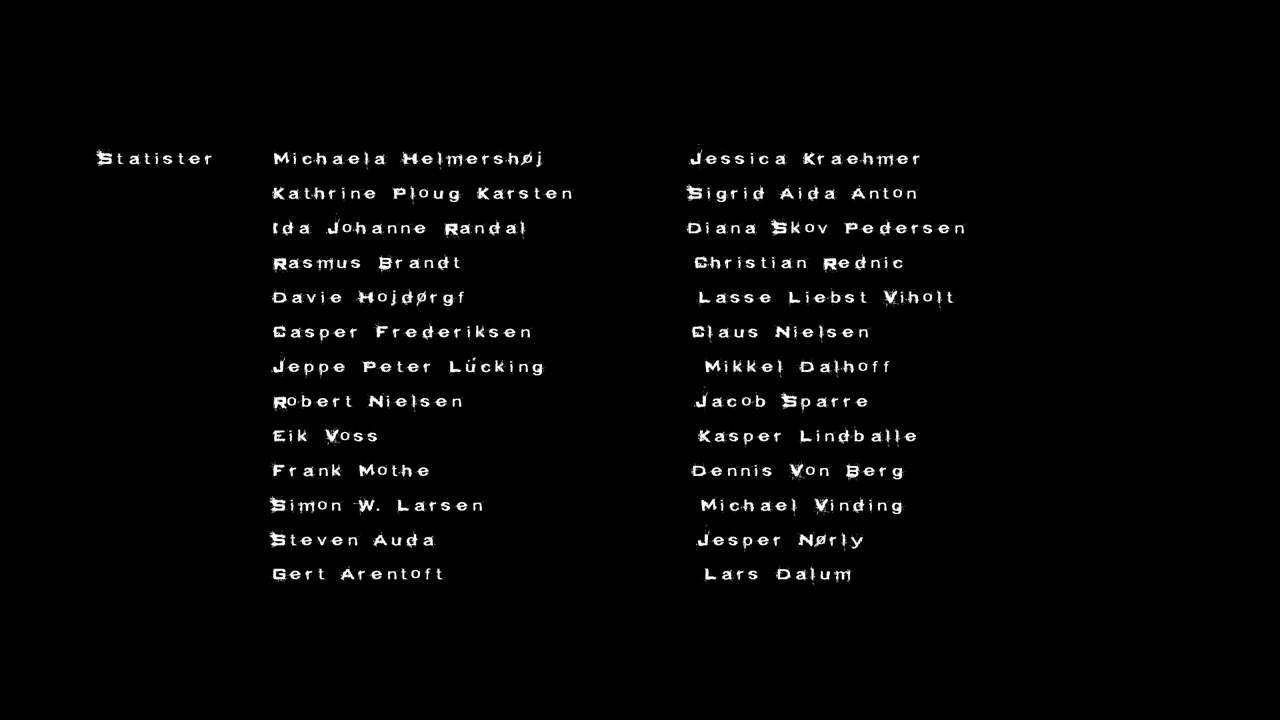 Statister Michaela Helmershøj Jessica Kraehmer
Kathrine Ploug Karsten Sigrid Aida Anton
Ida Johanne Randal Diana Skov Pedersen
Rasmus Brandt Christian Rednic
Davie Hojdørgf Lasse Liebst Viholt
Casper Frederiksen Claus Nielsen
Jeppe Peter Lücking Mikkel Dalhoff
Robert Nielsen Jacob Sparre
Eik Voss Kasper Lindballe
Frank Mothe Dennis Von Berg
Simon W. Larsen Michael Vinding
Steven Auda Jesper Nørly
Gert Arentoft Lars Dalum